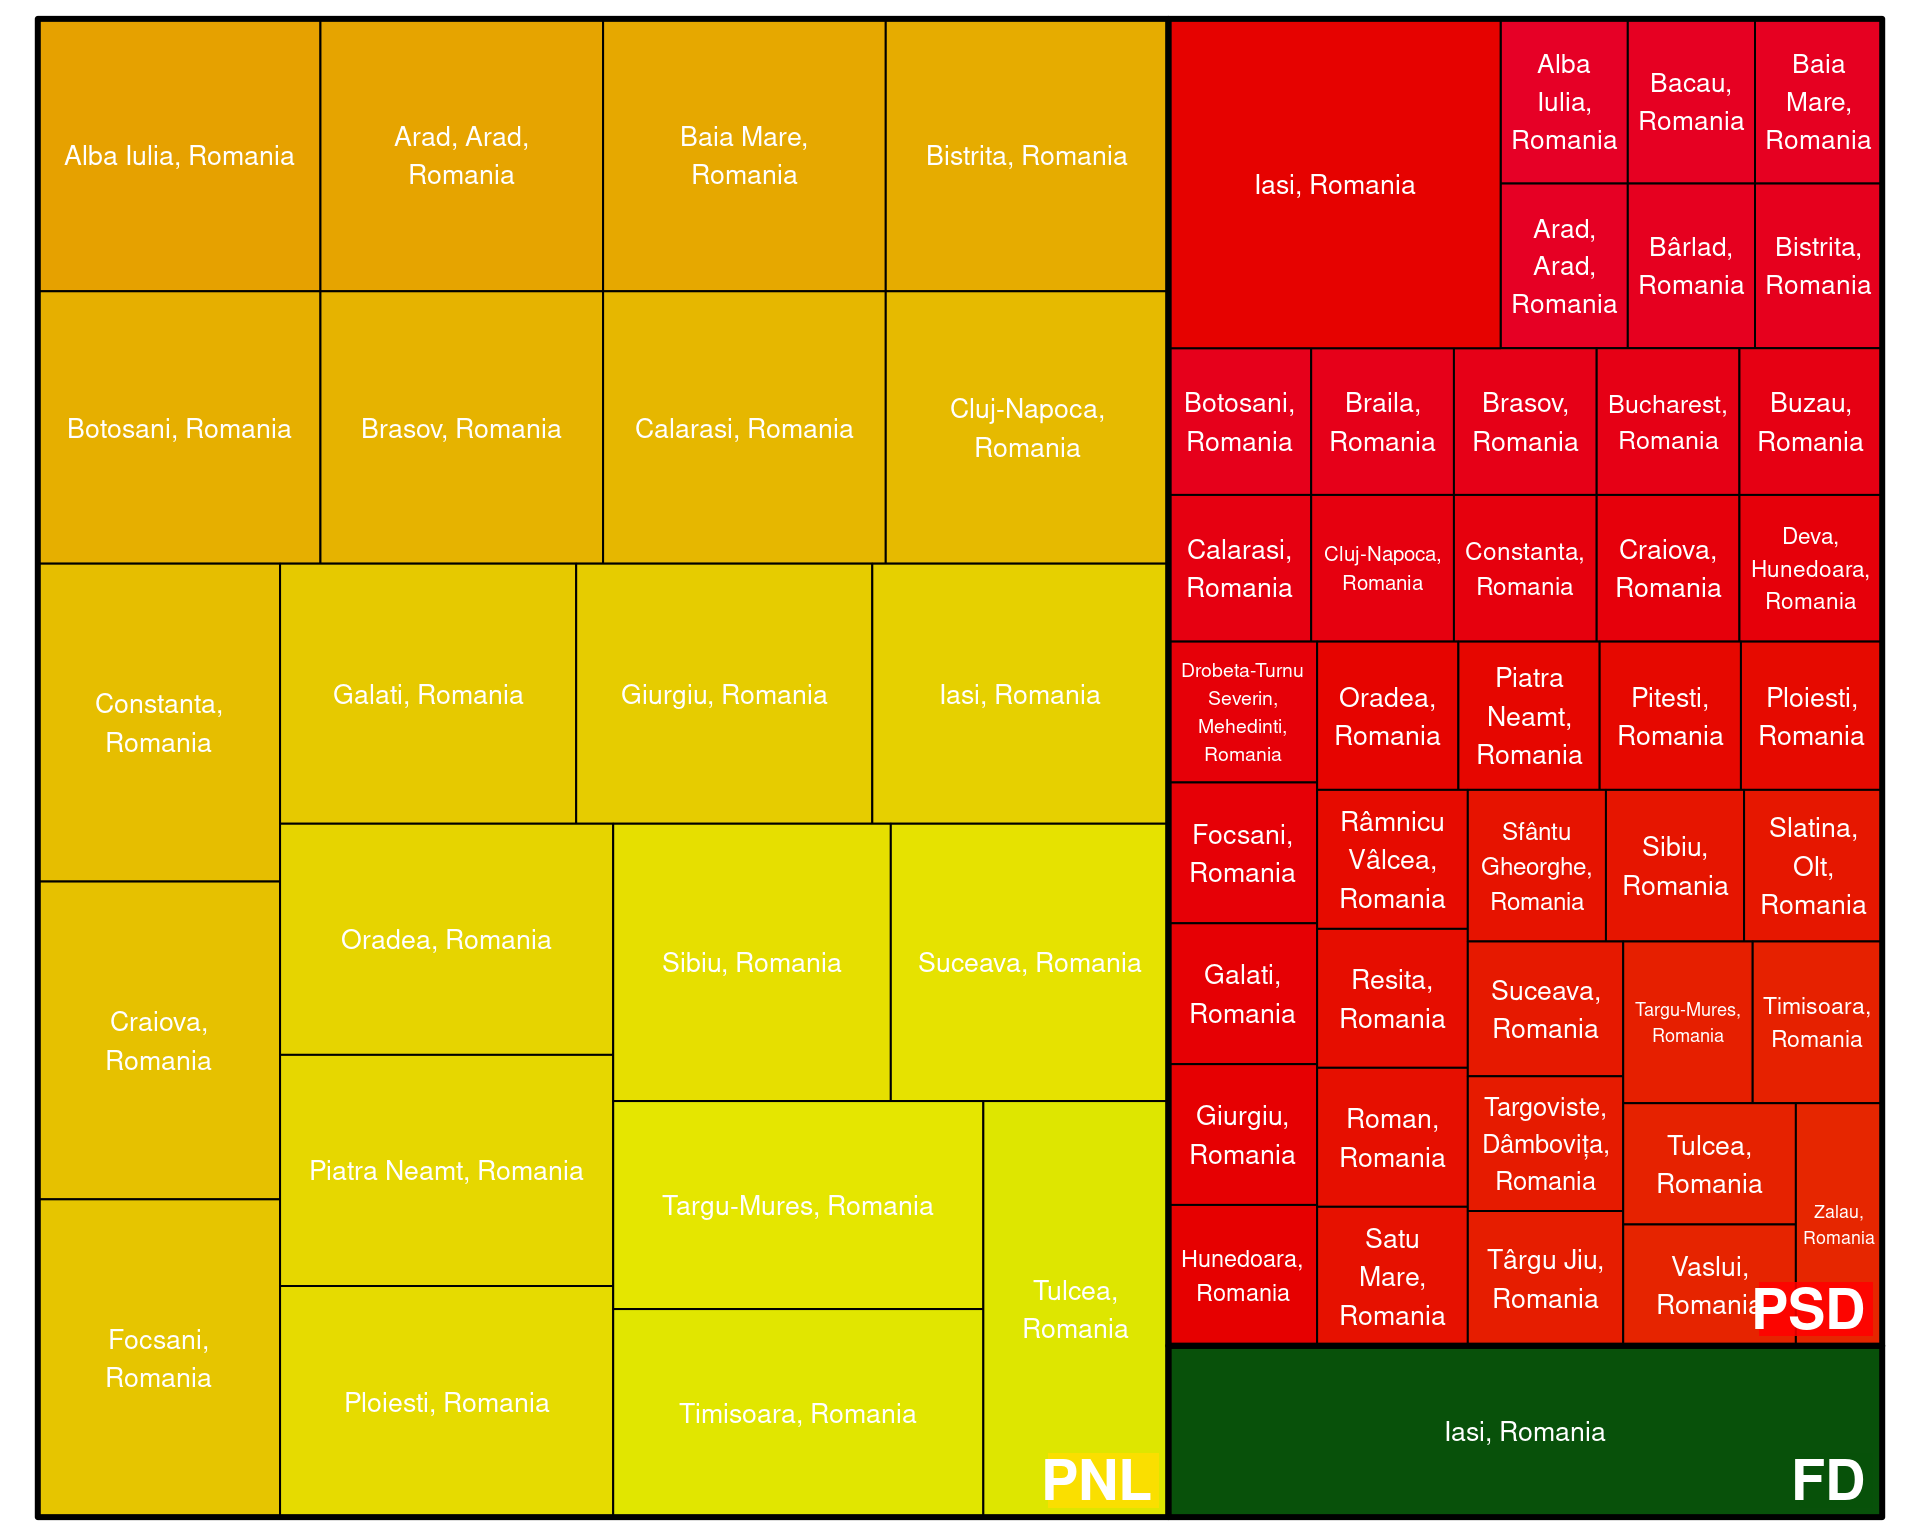 Alba Iulia, Romania
Arad, Arad,
Romania
Baia Mare,
Romania
Bistrita, Romania
Botosani, Romania
Brasov, Romania
Calarasi, Romania
Cluj-Napoca,
Romania
Constanta,
Romania
Craiova,
Romania
Focsani,
Romania
Galati, Romania
Giurgiu, Romania
Iasi, Romania
Oradea, Romania
Piatra Neamt, Romania
Ploiesti, Romania
Sibiu, Romania
Suceava, Romania
Targu-Mures, Romania
Timisoara, Romania
Tulcea,
Romania
PNL
Iasi, Romania
Alba
Iulia,
Romania
Bacau,
Romania
Baia
Mare,
Romania
Arad,
Arad,
Romania
Bârlad,
Romania
Bistrita,
Romania
Botosani,
Romania
Braila,
Romania
Brasov,
Romania
Bucharest,
Romania
Buzau,
Romania
Calarasi,
Romania
Cluj-Napoca,
Romania
Constanta,
Romania
Craiova,
Romania
Deva,
Hunedoara,
Romania
Drobeta-Turnu
Severin,
Mehedinti,
Romania
Focsani,
Romania
Galati,
Romania
Giurgiu,
Romania
Hunedoara,
Romania
Oradea,
Romania
Piatra
Neamt,
Romania
Pitesti,
Romania
Ploiesti,
Romania
Râmnicu
Vâlcea,
Romania
Resita,
Romania
Roman,
Romania
Satu
Mare,
Romania
Sfântu
Gheorghe,
Romania
Sibiu,
Romania
Slatina,
Olt,
Romania
Suceava,
Romania
Targoviste,
Dâmbovița,
Romania
Târgu Jiu,
Romania
Targu-Mures,
Romania
Timisoara,
Romania
Tulcea,
Romania
Vaslui,
Romania
Zalau,
Romania
PSD
Iasi, Romania
FD